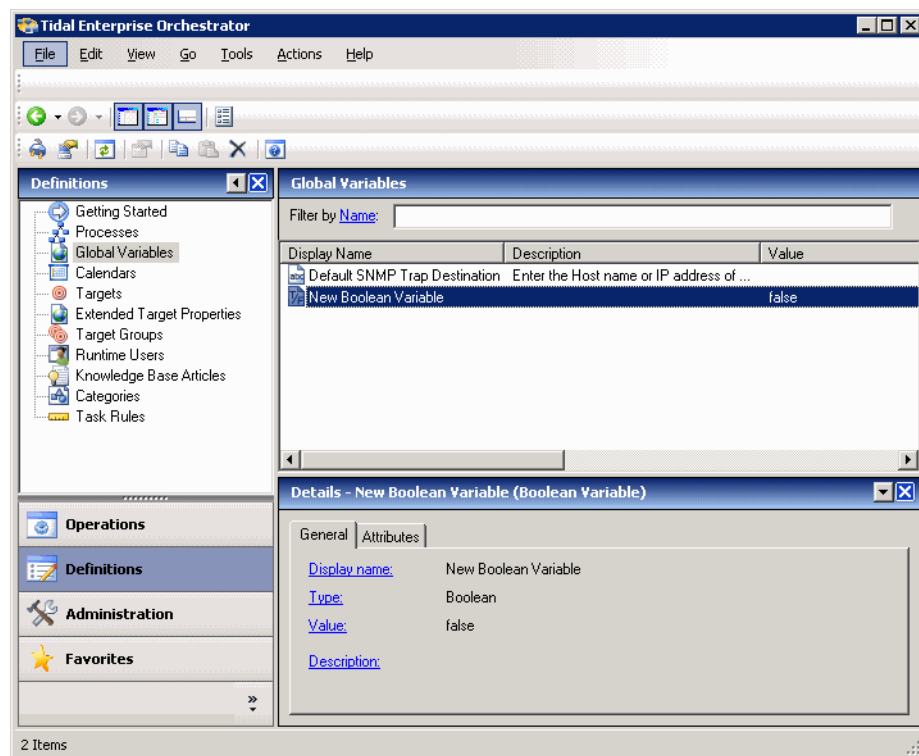 Tidal Enterprise Orchestrator
File Edit View Go Tools Actions Help
Definitions
Getting Started
Processes
Global Variables
Calendars
Targets
Extended Target Properties
Target Groups
Runtime Users
Knowledge Base Articles
Categories
Task Rules
Operations
Definitions
Administration
Favorites
Global Variables
Filter by Name:
Display Name Description Value
abc Default SNMP Trap Destination Enter the Host name or IP address of ...
New Boolean Variable false
Details - New Boolean Variable (Boolean Variable)
General Attributes
Display name: New Boolean Variable
Type: Boolean
Value: false
Description:
2 Items